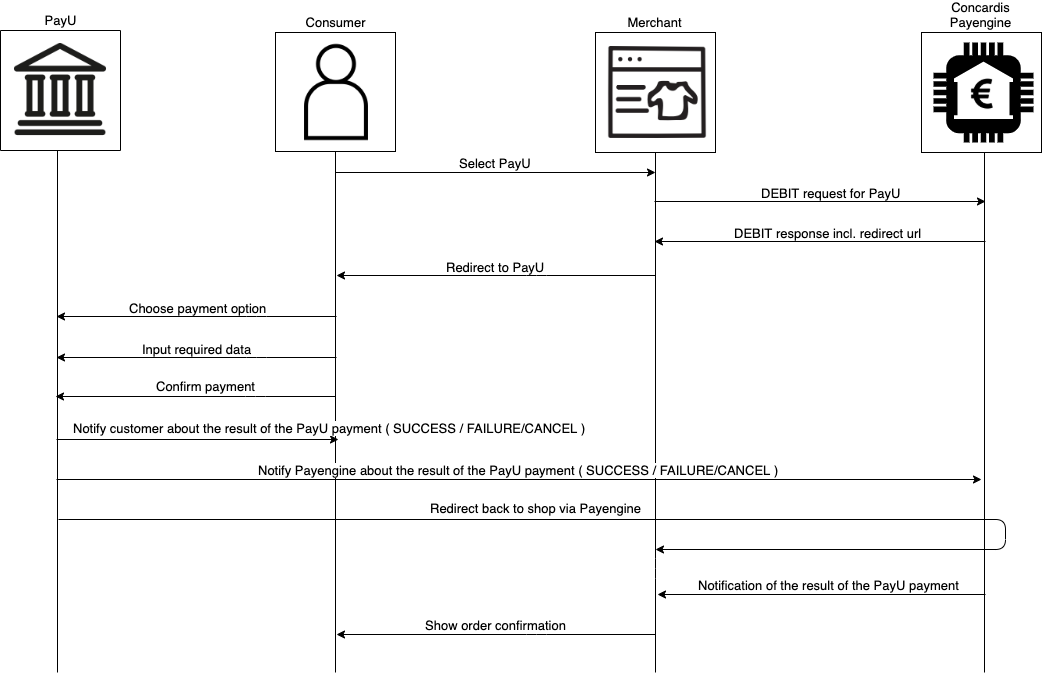 PayU
Consumer
Merchant
Concardis
Payengine
€
Select PayU
DEBIT request for PayU
DEBIT response incl. redirect url
Redirect to PayU
Choose payment option
Input required data
Confirm payment
Notify customer about the result of the PayU payment ( SUCCESS / FAILURE/CANCEL )
Notify Payengine about the result of the PayU payment ( SUCCESS / FAILURE/CANCEL )
Redirect back to shop via Payengine
Notification of the result of the PayU payment
Show order confirmation